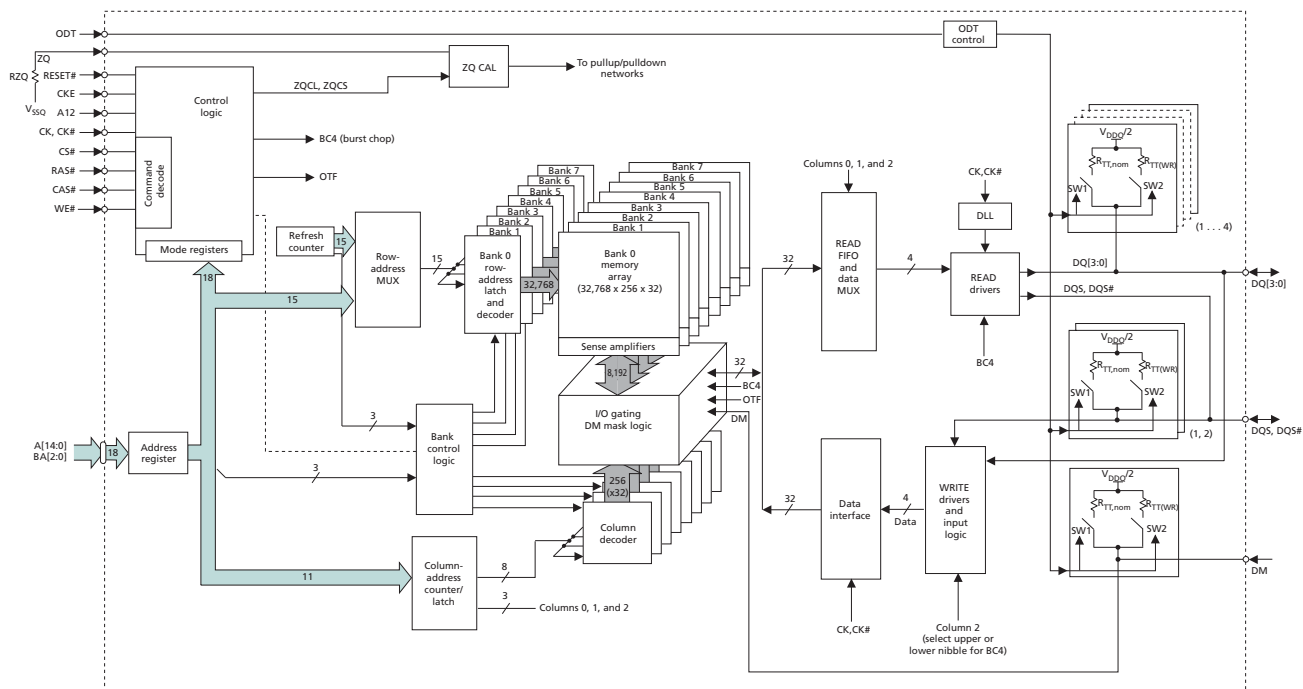 ODT
ODT
control
ZQ
RZQ
V_SSQ
RESET#
CKE
A12
CK, CK#
CS#
RAS#
CAS#
WE#
Control
logic
Command
decode
Mode registers
ZQCL, ZQCS
ZQ CAL
To pullup/pulldown
networks
BC4 (burst chop)
OTF
Refresh
counter
15
Row-
address
MUX
15
18
15
Bank 7
Bank 6
Bank 5
Bank 4
Bank 3
Bank 2
Bank 1
Bank 0
row-
address
latch
and
decoder
32,768
Bank 7
Bank 6
Bank 5
Bank 4
Bank 3
Bank 2
Bank 1
Bank 0
memory
array
(32,768 x 256 x 32)
Sense amplifiers
8,192
I/O gating
DM mask logic
32
BC4
OTF
DM
256
(x32)
Column
decoder
3
3
Bank
control
logic
A[14:0]
BA[2:0]
18
Address
register
11
Column-
address
counter/
latch
8
3
Columns 0, 1, and 2
Columns 0, 1, and 2
32
READ
FIFO
and
data
MUX
4
CK,CK#
DLL
READ
drivers
BC4
DQ[3:0]
DQS, DQS#
V_DDQ/2
R_TT,nom
R_TT(WR)
SW1
SW2
(1 . . . 4)
DQ[3:0]
V_DDQ/2
R_TT,nom
R_TT(WR)
SW1
SW2
(1, 2)
DQS, DQS#
V_DDQ/2
R_TT,nom
R_TT(WR)
SW1
SW2
DM
32
Data
interface
4
Data
WRITE
drivers
and
input
logic
CK,CK#
Column 2
(select upper or
lower nibble for BC4)